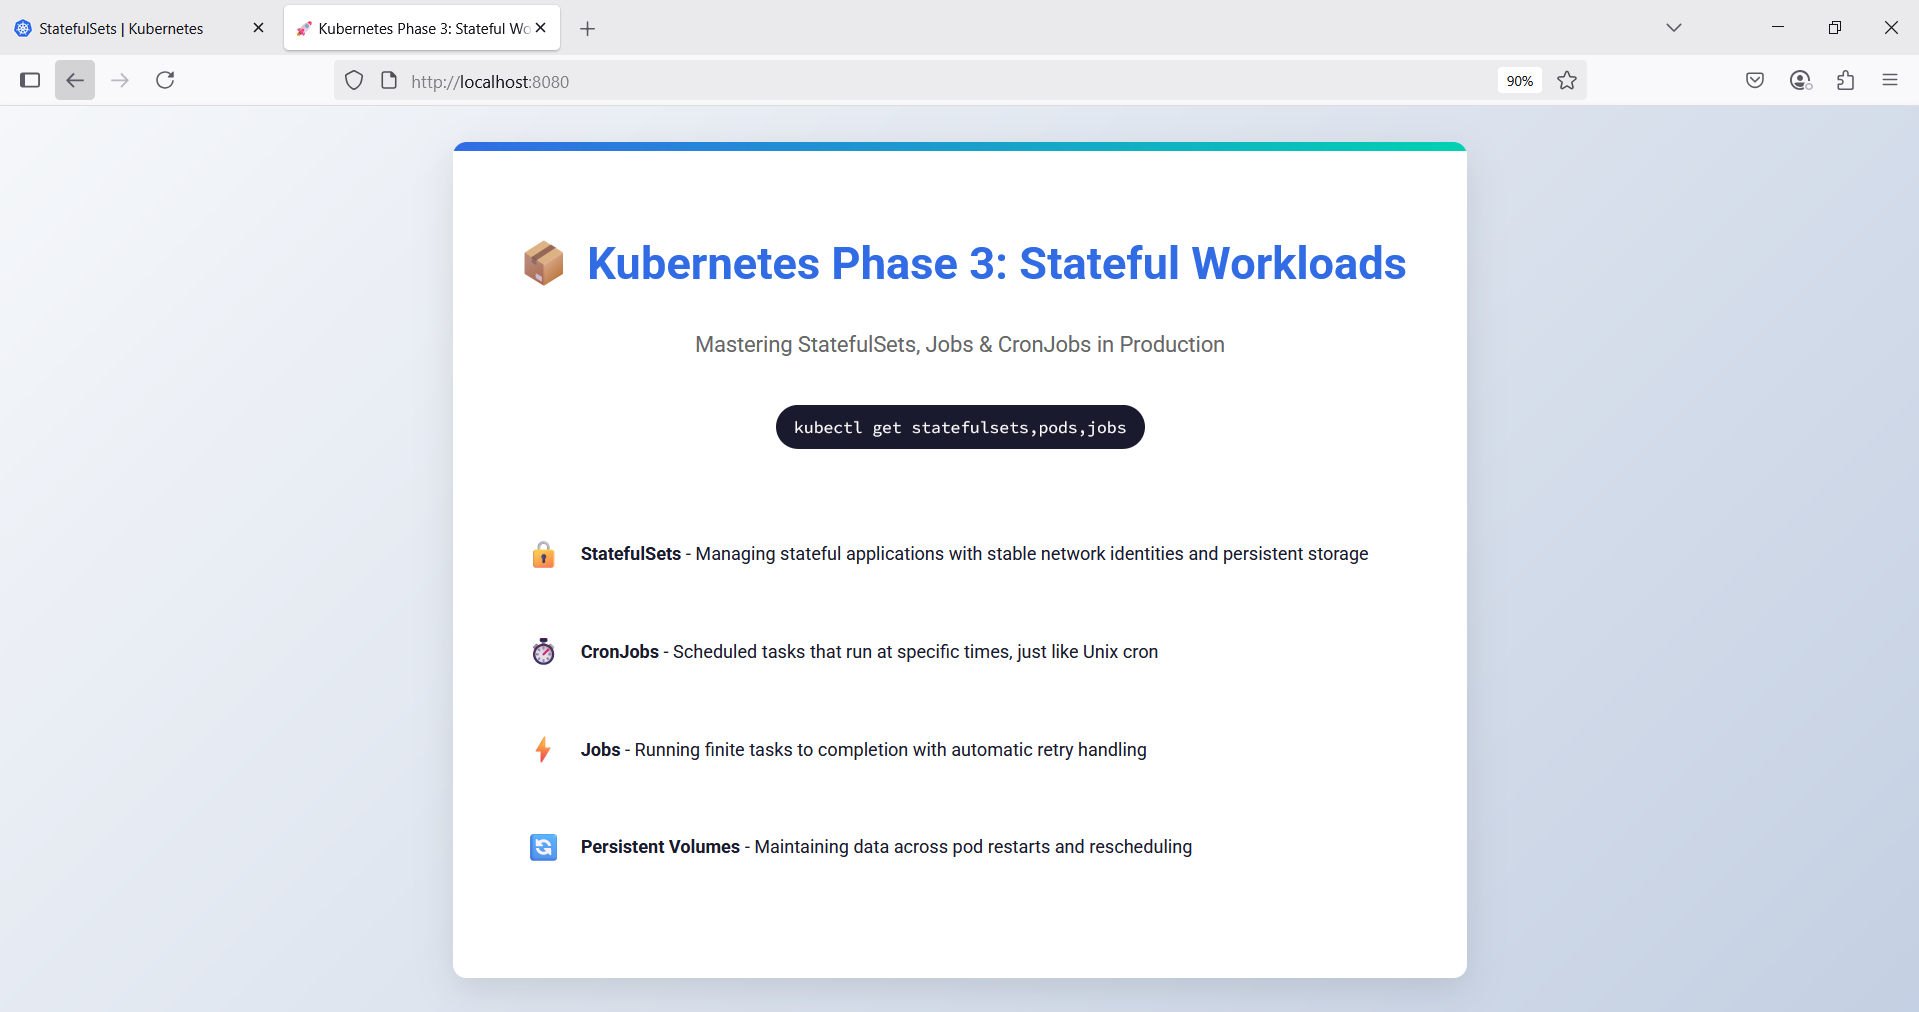 StatefulSets | Kubernetes
Kubernetes Phase 3: Stateful Wo
http://localhost:8080
90%
Kubernetes Phase 3: Stateful Workloads
Mastering StatefulSets, Jobs & CronJobs in Production
kubectl get statefulsets,pods,jobs
StatefulSets - Managing stateful applications with stable network identities and persistent storage
CronJobs - Scheduled tasks that run at specific times, just like Unix cron
Jobs - Running finite tasks to completion with automatic retry handling
Persistent Volumes - Maintaining data across pod restarts and rescheduling